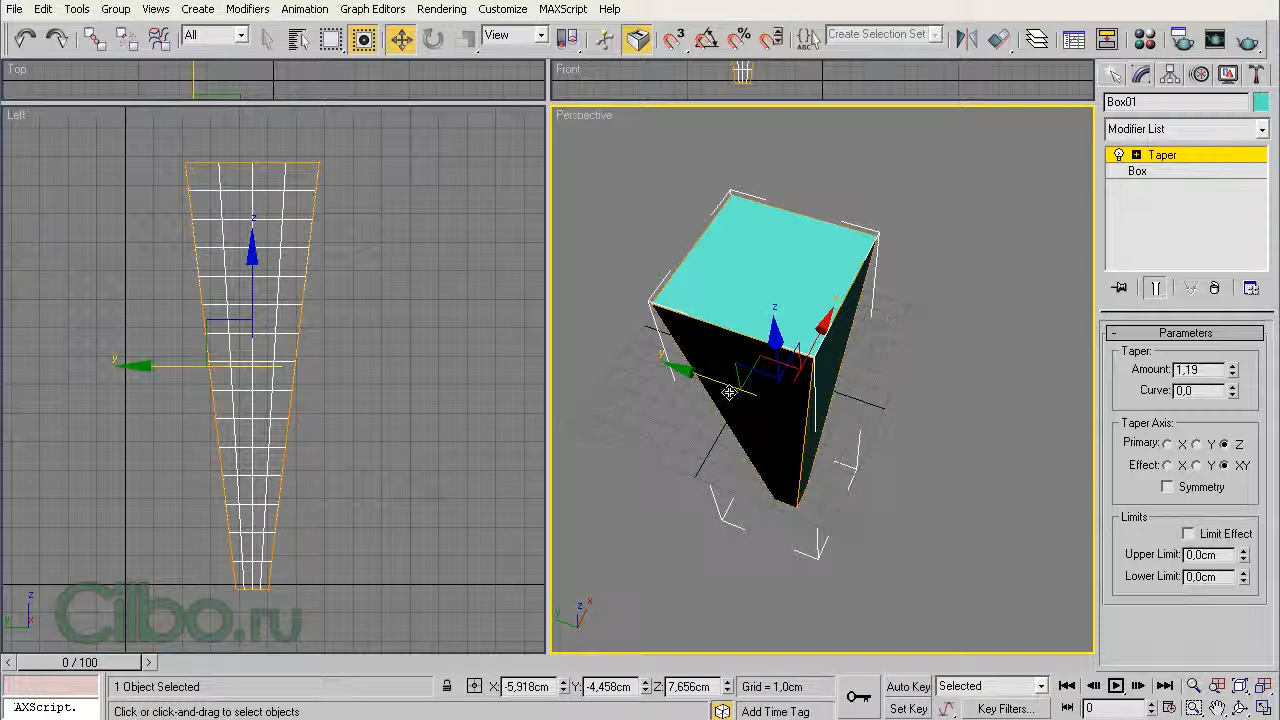 File Edit Tools Group Views Create Modifiers Animation Graph Editors Rendering Customize MAXScript Help
All View Create Selection Set
Top
Front
Left
Perspective
Box01
Modifier List
Taper
Box
Parameters
Taper:
Amount: 1,19
Curve: 0,0
Taper Axis:
Primary: X Y Z
Effect: X Y XY
Symmetry
Limits
Limit Effect
Upper Limit: 0,0cm
Lower Limit: 0,0cm
z
y
z
x
y
z
y
x
z
x
y
Cilbo.ru
0 / 100
1 Object Selected X: -5,918cm Y: -4,458cm Z: 7,656cm Grid = 1,0cm Auto Key Selected
AXScript. Click or click-and-drag to select objects Add Time Tag Set Key Key Filters... 0